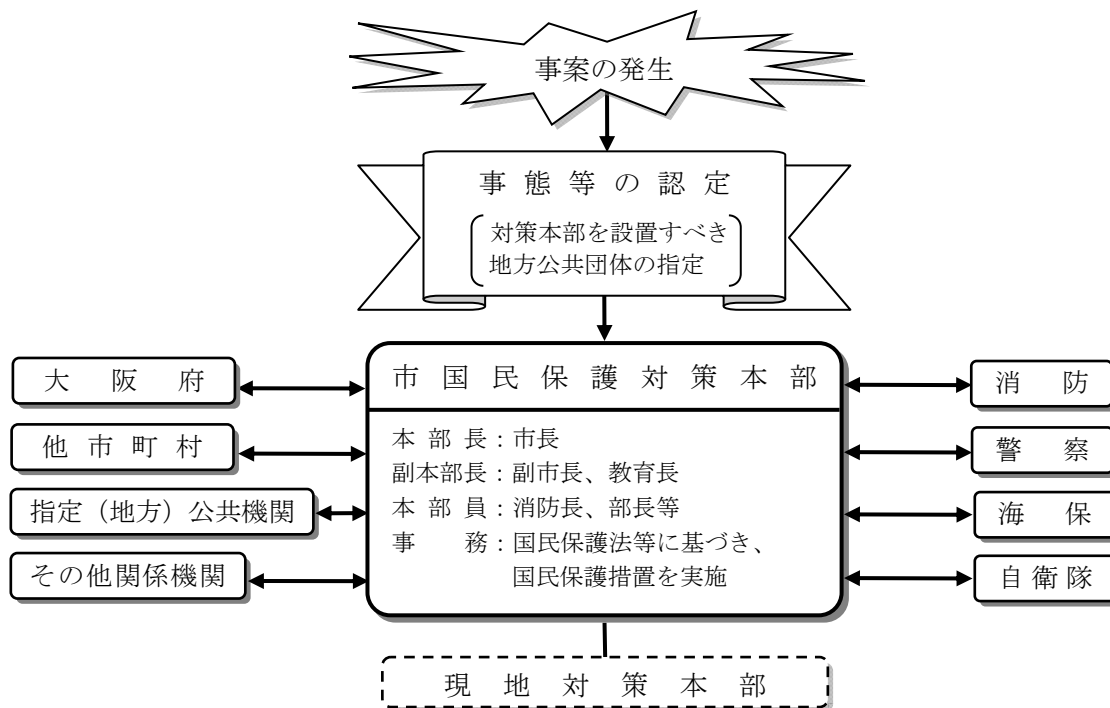 事案の発生
事態等の認定
対策本部を設置すべき
地方公共団体の指定
市国民保護対策本部
本部長：市長
副本部長：副市長、教育長
本部員：消防長、部長等
事　務：国民保護法等に基づき、
国民保護措置を実施
大阪府
他市町村
指定（地方）公共機関
その他関係機関
消防
警察
海保
自衛隊
現地対策本部